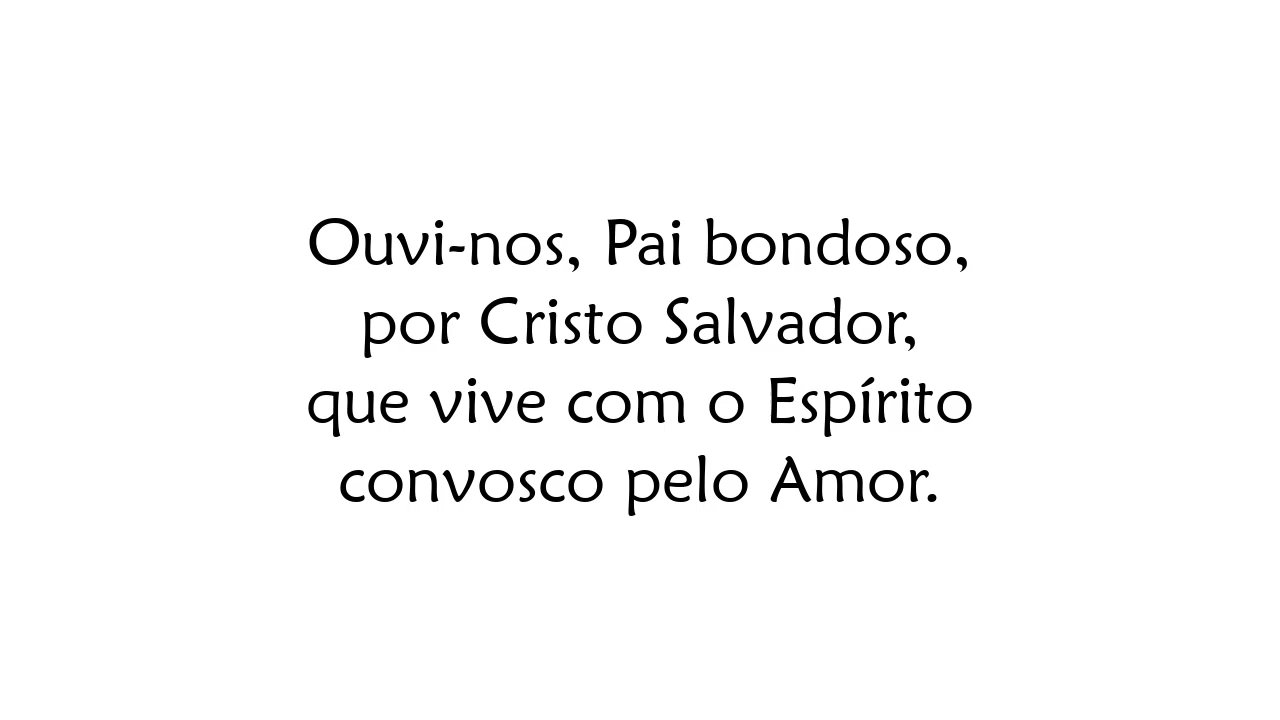 Ouvi-nos, Pai bondoso,
por Cristo Salvador,
que vive com o Espírito
convosco pelo Amor.